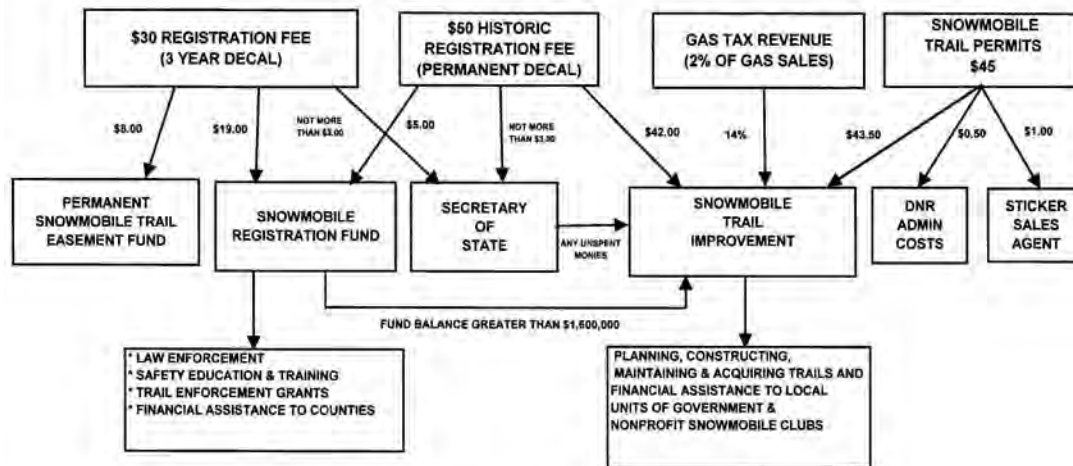 $30 REGISTRATION FEE
(3 YEAR DECAL)
$50 HISTORIC
REGISTRATION FEE
(PERMANENT DECAL)
GAS TAX REVENUE
(2% OF GAS SALES)
SNOWMOBILE
TRAIL PERMITS
$45
$8.00
$19.00
NOT MORE
THAN $3.00
$5.00
NOT MORE
THAN $3.00
$42.00
14%
$43.50
$0.50
$1.00
PERMANENT
SNOWMOBILE TRAIL
EASEMENT FUND
SNOWMOBILE
REGISTRATION FUND
SECRETARY
OF
STATE
ANY UNSPENT
MONIES
SNOWMOBILE
TRAIL
IMPROVEMENT
DNR
ADMIN
COSTS
STICKER
SALES
AGENT
FUND BALANCE GREATER THAN $1,600,000
* LAW ENFORCEMENT
* SAFETY EDUCATION & TRAINING
* TRAIL ENFORCEMENT GRANTS
* FINANCIAL ASSISTANCE TO COUNTIES
PLANNING, CONSTRUCTING,
MAINTAINING & ACQUIRING TRAILS AND
FINANCIAL ASSISTANCE TO LOCAL
UNITS OF GOVERNMENT &
NONPROFIT SNOWMOBILE CLUBS